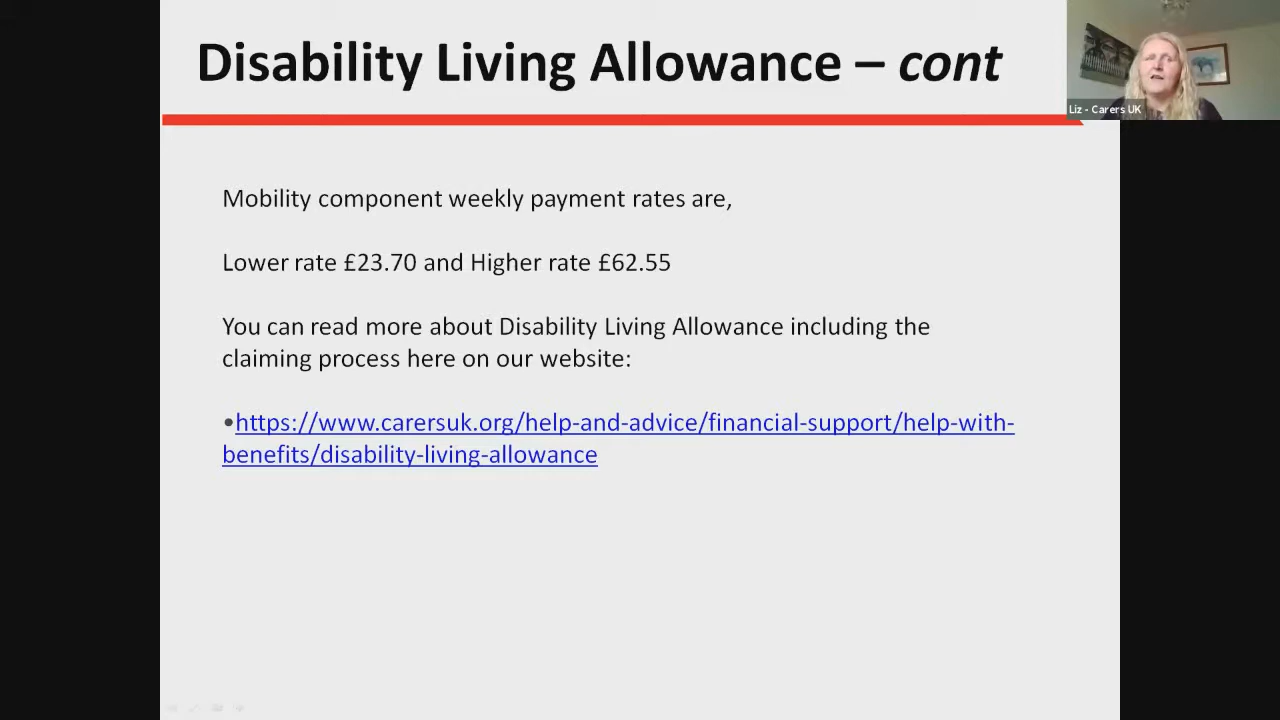 Disability Living Allowance – cont
Liz - Carers UK
Mobility component weekly payment rates are,
Lower rate £23.70 and Higher rate £62.55
You can read more about Disability Living Allowance including the
claiming process here on our website:
•https://www.carersuk.org/help-and-advice/financial-support/help-with-
benefits/disability-living-allowance